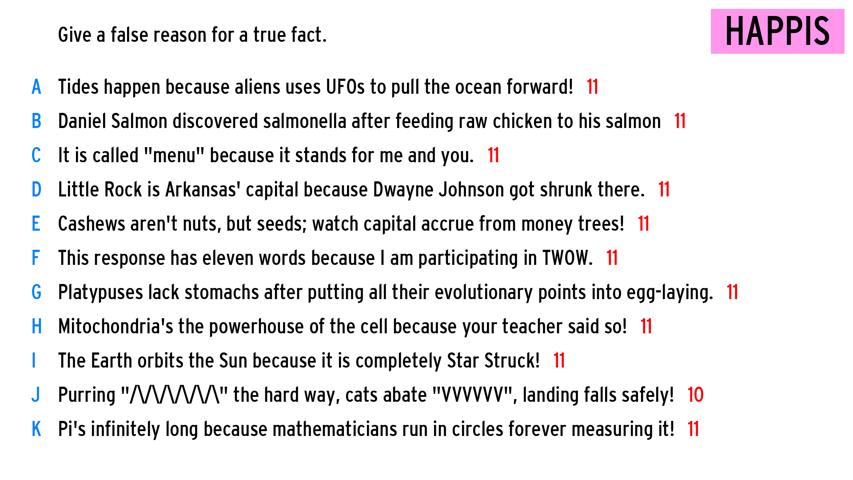 Give a false reason for a true fact.
HAPPIS
A Tides happen because aliens uses UFOs to pull the ocean forward! 11
B Daniel Salmon discovered salmonella after feeding raw chicken to his salmon 11
C It is called "menu" because it stands for me and you. 11
D Little Rock is Arkansas' capital because Dwayne Johnson got shrunk there. 11
E Cashews aren't nuts, but seeds; watch capital accrue from money trees! 11
F This response has eleven words because I am participating in TWOW. 11
G Platypuses lack stomachs after putting all their evolutionary points into egg-laying. 11
H Mitochondria's the powerhouse of the cell because your teacher said so! 11
I The Earth orbits the Sun because it is completely Star Struck! 11
J Purring "/\/\/\/\/\/\" the hard way, cats abate "VVVVVV", landing falls safely! 10
K Pi's infinitely long because mathematicians run in circles forever measuring it! 11